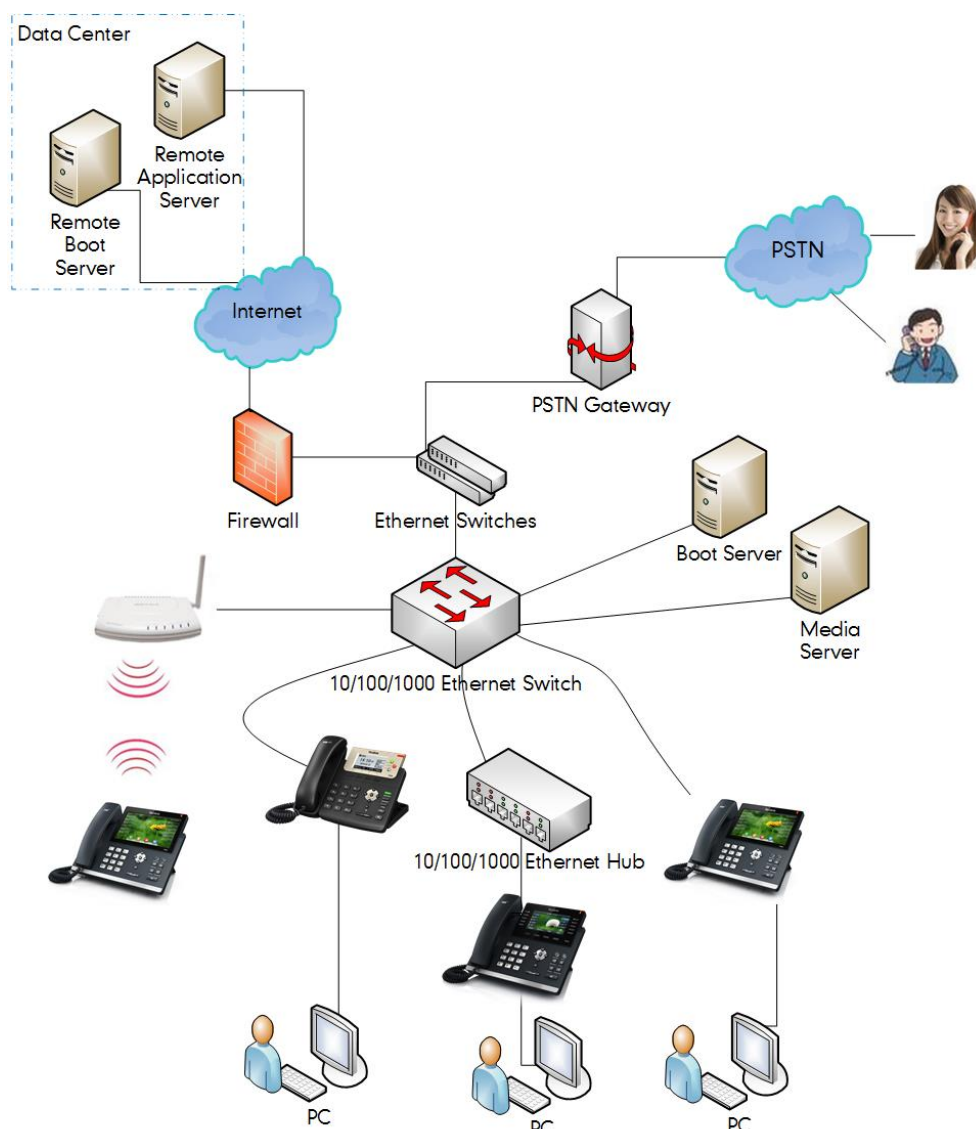 Data Center
Remote
Application
Server
Remote
Boot
Server
Internet
PSTN
PSTN Gateway
Firewall
Ethernet Switches
Boot Server
Media
Server
10/100/1000 Ethernet Switch
10/100/1000 Ethernet Hub
PC
PC
PC